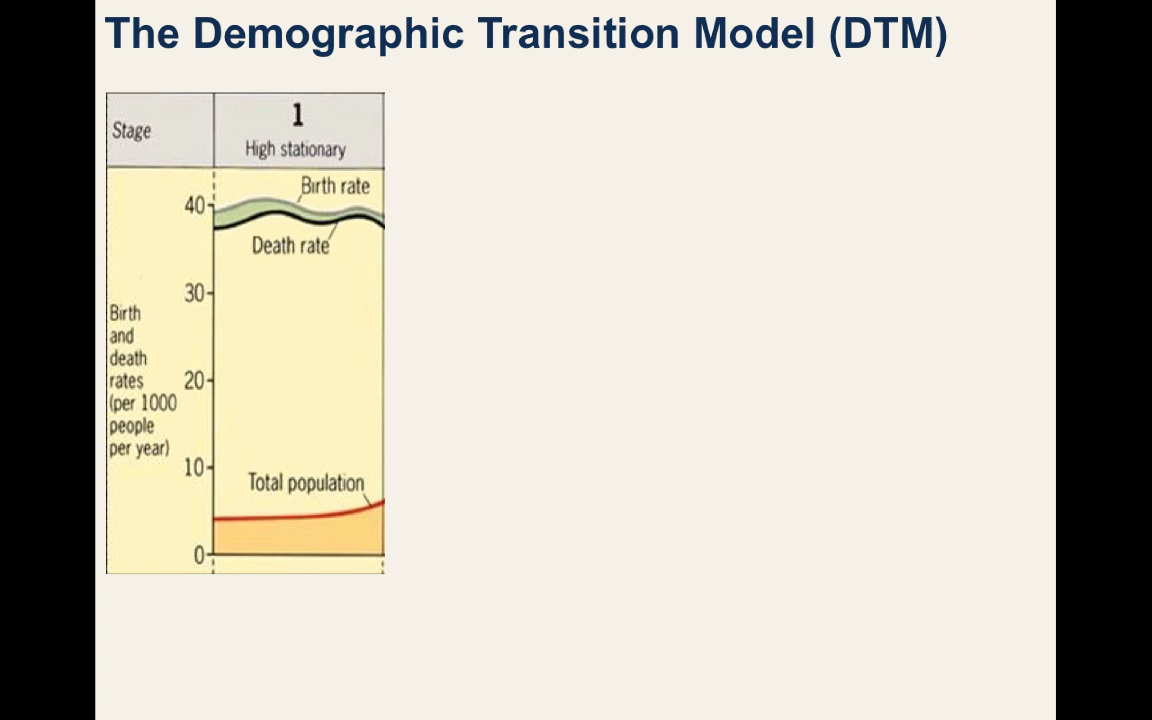 The Demographic Transition Model (DTM)
Stage
1
High stationary
Birth rate
40
Death rate
30
Birth
and
death
rates
(per 1000
people
per year)
20
10
Total population
0